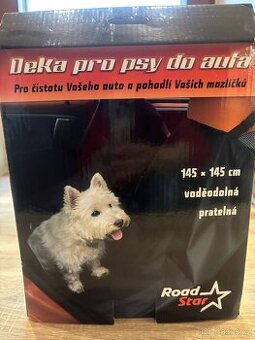 Deka pro psy do auta
Pro čistotu Vašeho auta a pohodlí Vašich mazlíčků
145 × 145 cm
voděodolná
pratelná
Road
Star